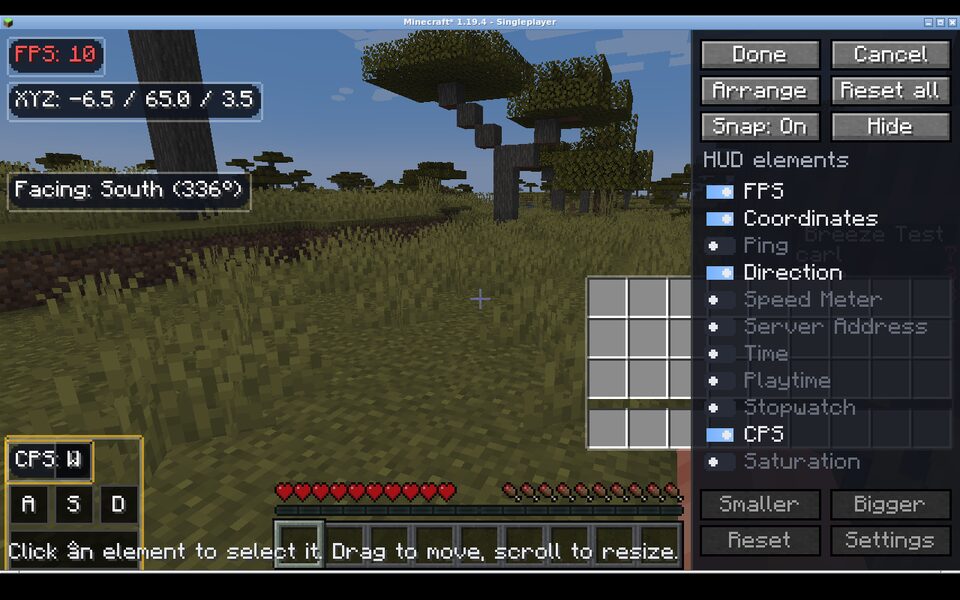 Minecraft* 1.19.4 - Singleplayer
FPS: 10
XYZ: -6.5 / 65.0 / 3.5
Facing: South (336°)
Done
Cancel
Arrange
Reset all
Snap: On
Hide
HUD elements
FPS
Coordinates
Ping
Breeze Test
Direction
Speed Meter
Server Address
Time
Playtime
Stopwatch
CPS
Saturation
Smaller
Bigger
Reset
Settings
CPS: W
A S D
Click an element to select it. Drag to move, scroll to resize.